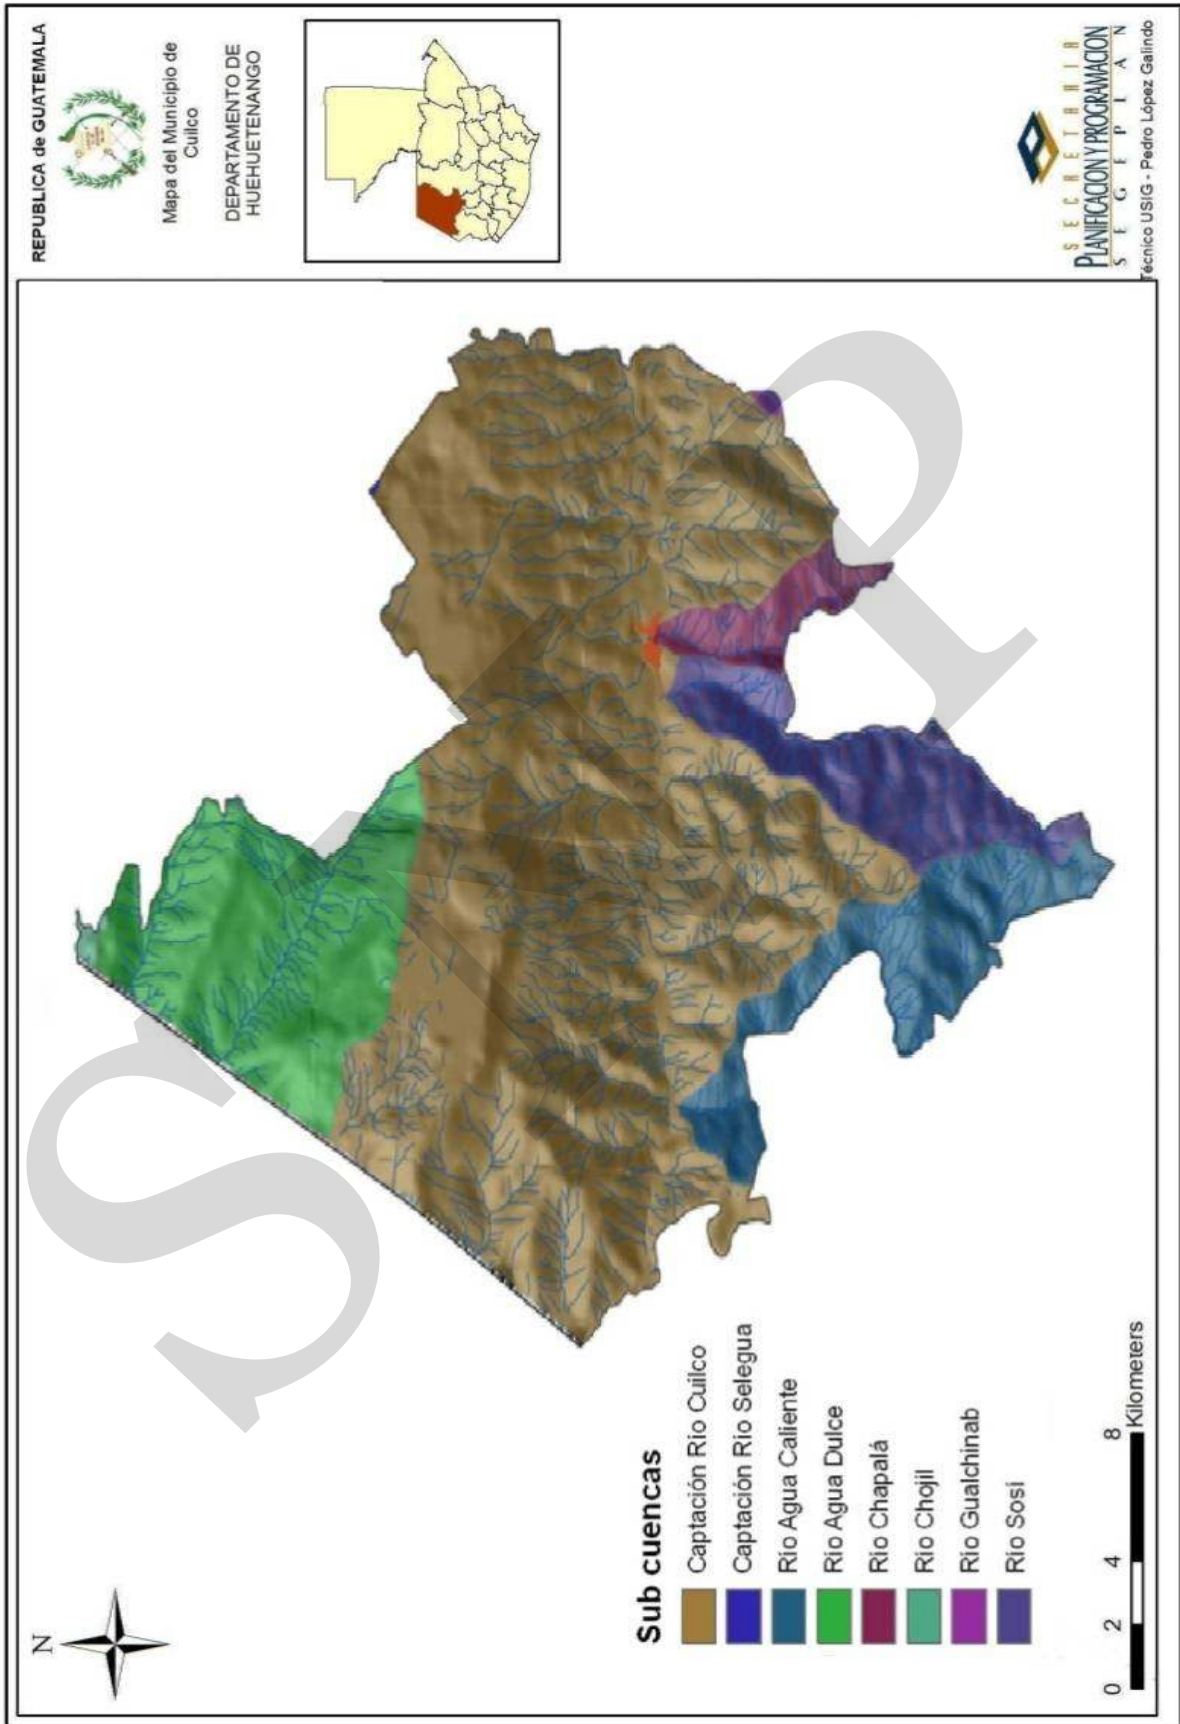 REPUBLICA de GUATEMALA
Mapa del Municipio de
Cuilco
DEPARTAMENTO DE
HUEHUETENANGO
SECRETARIA
PLANIFICACION Y PROGRAMACION
SEGEPLAN
Técnico USIG - Pedro López Galindo
N
Sub cuencas
Captación Río Cuilco
Captación Río Selegua
Río Agua Caliente
Río Agua Dulce
Río Chapalá
Río Chojil
Río Gualchinab
Río Sosí
0 2 4 8
Kilometers